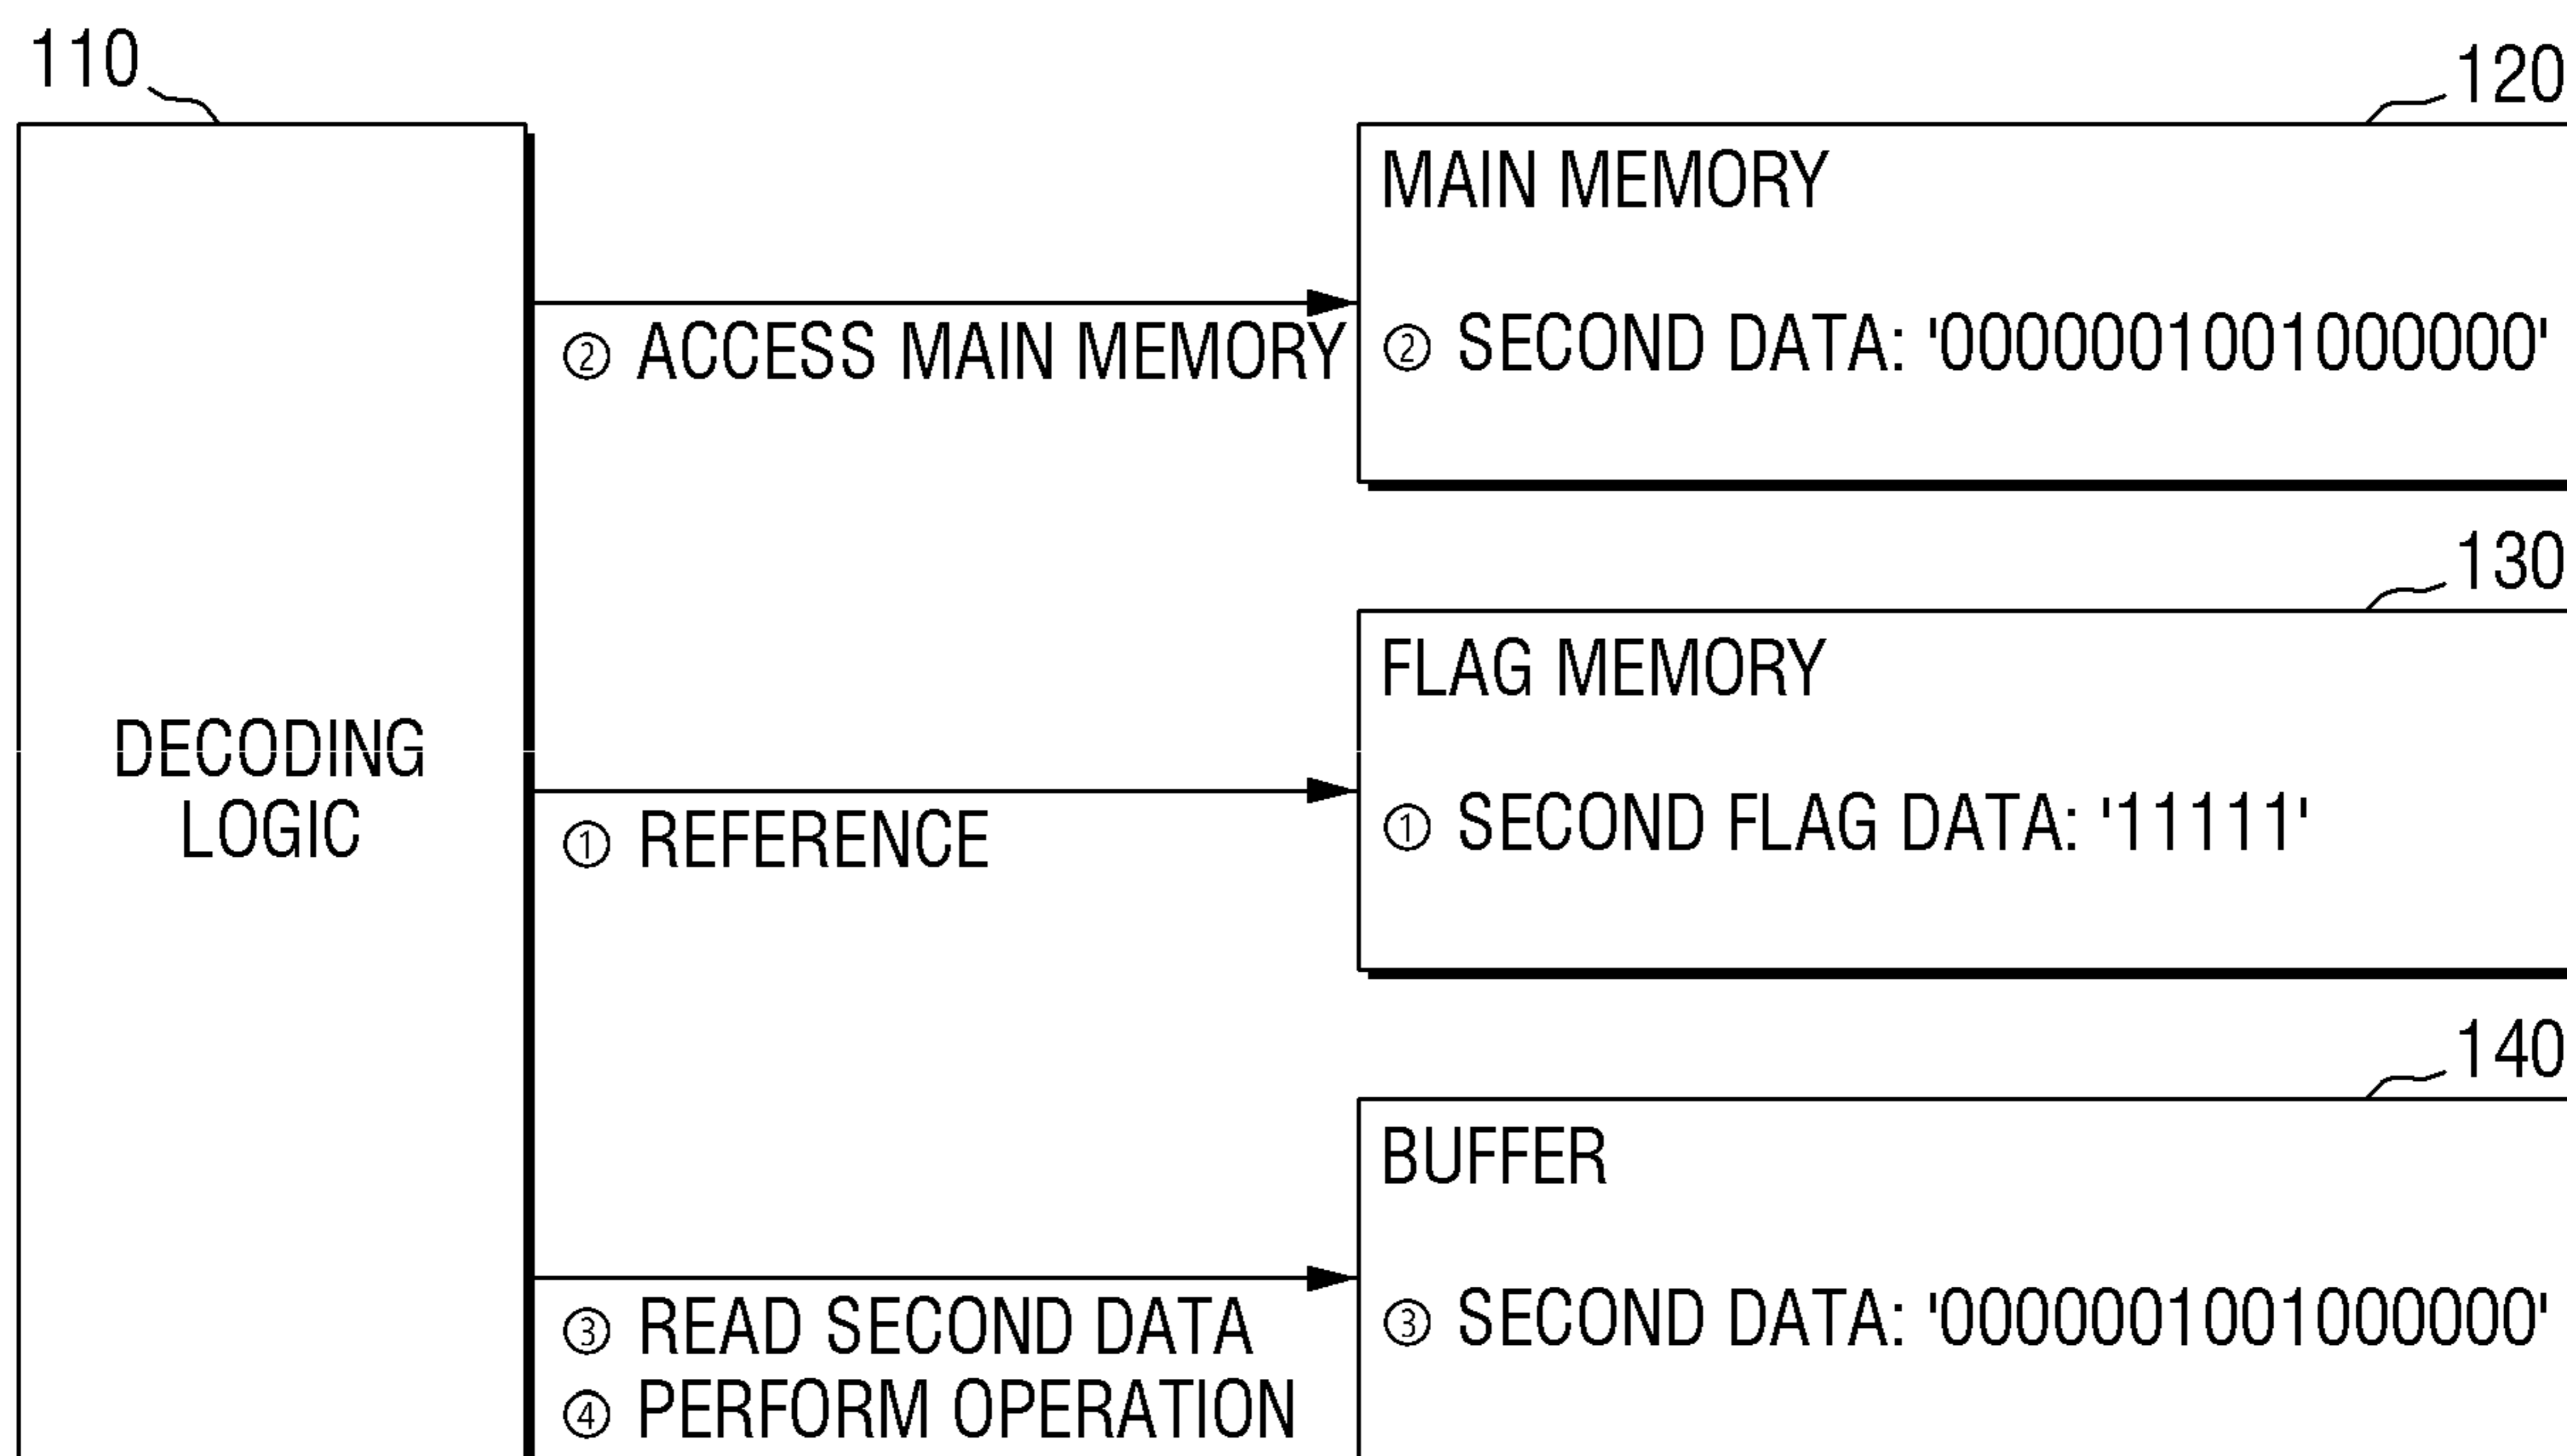 110
120
MAIN MEMORY
② ACCESS MAIN MEMORY
② SECOND DATA: '0000001001000000'
130
FLAG MEMORY
DECODING
LOGIC
① REFERENCE
① SECOND FLAG DATA: '11111'
140
BUFFER
③ READ SECOND DATA
③ SECOND DATA: '0000001001000000'
④ PERFORM OPERATION